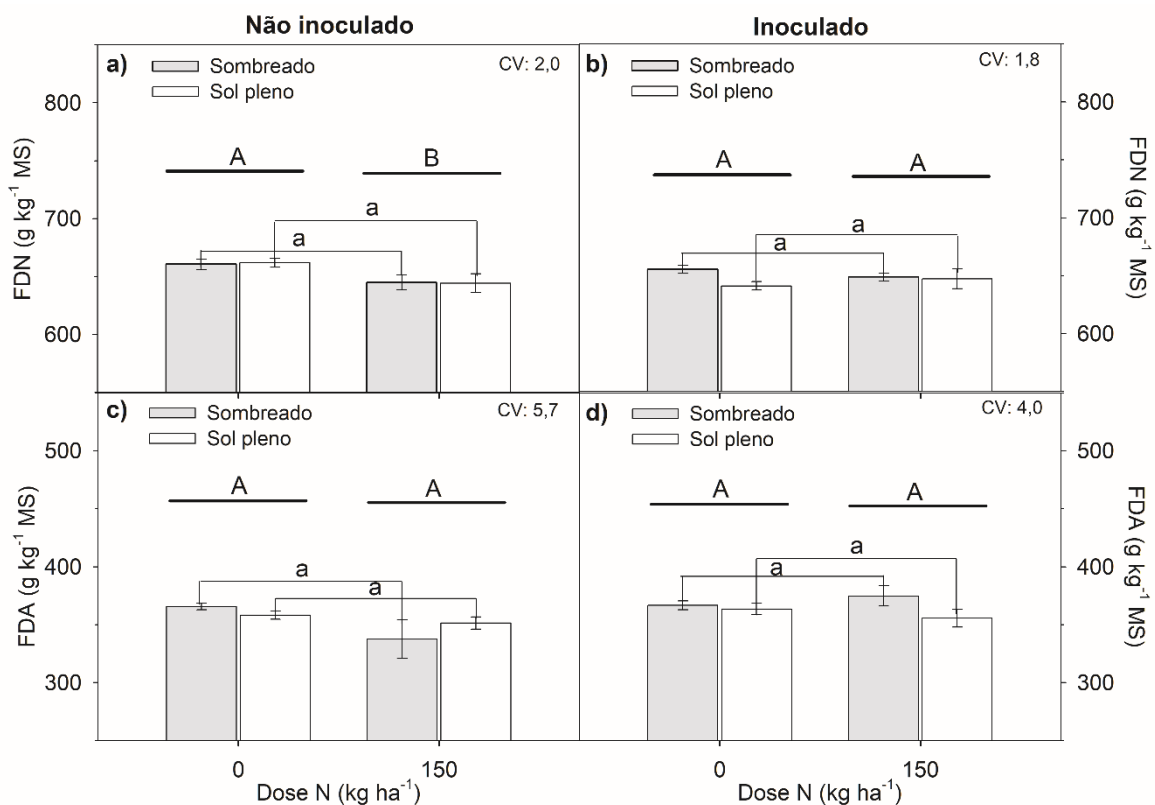 Não inoculado
Inoculado
a)
Sombreado
Sol pleno
CV: 2,0
800
700
600
FDN (g kg⁻¹ MS)
A
B
a
a
b)
Sombreado
Sol pleno
CV: 1,8
800
700
600
FDN (g kg⁻¹ MS)
A
A
a
a
c)
Sombreado
Sol pleno
CV: 5,7
500
400
300
FDA (g kg⁻¹ MS)
A
A
a
a
0
150
Dose N (kg ha⁻¹)
d)
Sombreado
Sol pleno
CV: 4,0
500
400
300
FDA (g kg⁻¹ MS)
A
A
a
a
0
150
Dose N (kg ha⁻¹)